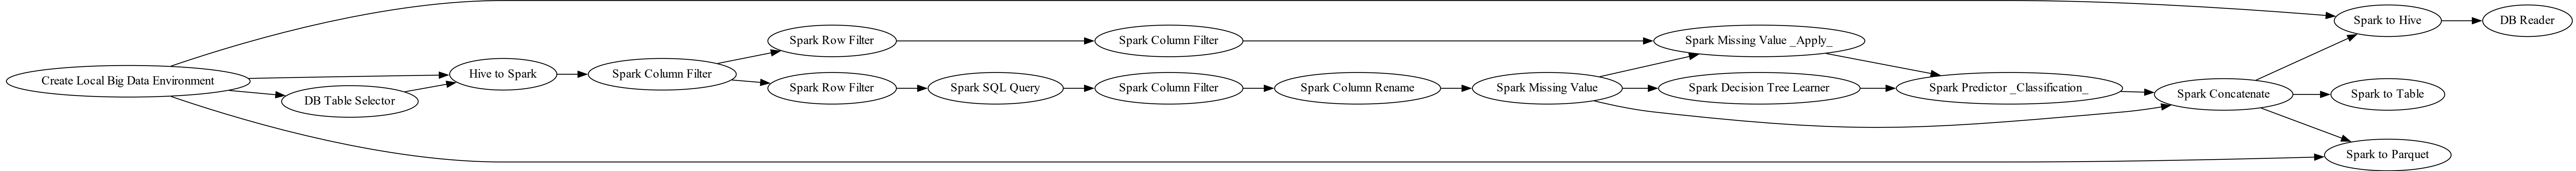 Create Local Big Data Environment
DB Table Selector
Hive to Spark
Spark Column Filter
Spark Row Filter
Spark Row Filter
Spark Column Filter
Spark SQL Query
Spark Column Filter
Spark Column Rename
Spark Missing Value
Spark Missing Value _Apply_
Spark Decision Tree Learner
Spark Predictor _Classification_
Spark Concatenate
Spark to Hive
Spark to Table
Spark to Parquet
DB Reader